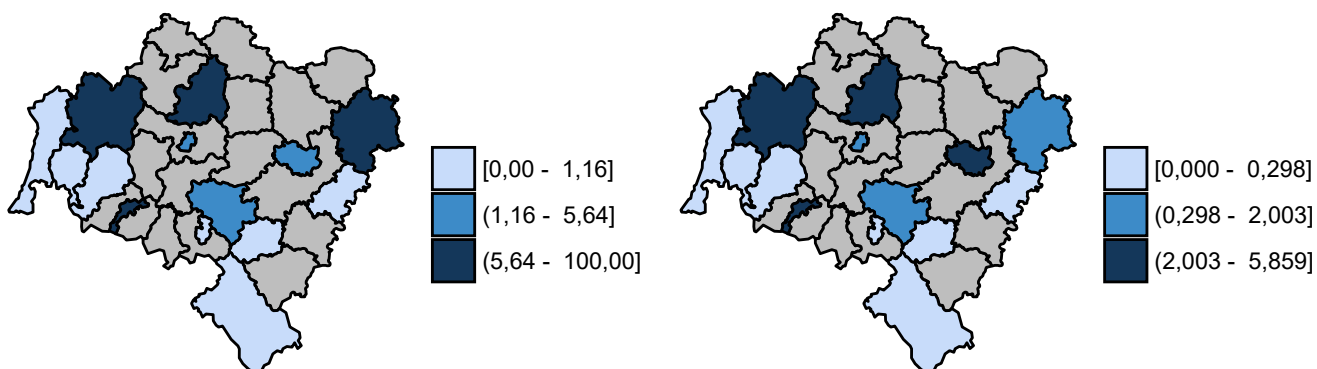 [0,00 - 1,16]
(1,16 - 5,64]
(5,64 - 100,00]
[0,000 - 0,298]
(0,298 - 2,003]
(2,003 - 5,859]